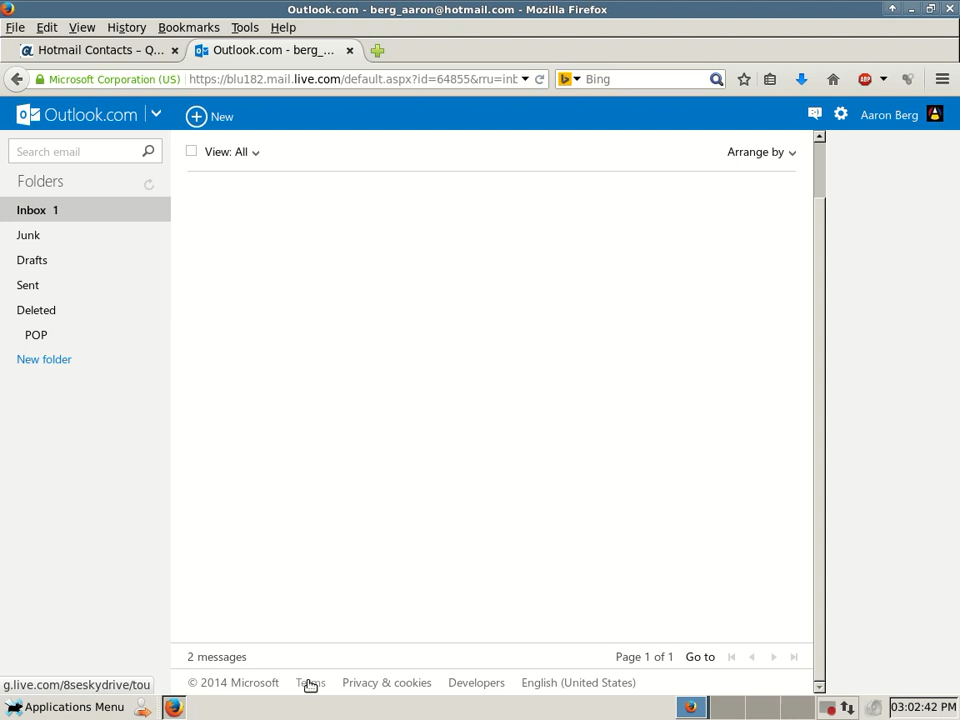 Outlook.com - berg_aaron@hotmail.com - Mozilla Firefox
File Edit View History Bookmarks Tools Help
Hotmail Contacts – Q... Outlook.com - berg_...
Microsoft Corporation (US) https://blu182.mail.live.com/default.aspx?id=64855&rru=inb Bing
Outlook.com New Aaron Berg
Search email View: All Arrange by
Folders
Inbox 1
Junk
Drafts
Sent
Deleted
POP
New folder
2 messages Page 1 of 1 Go to
g.live.com/8seskydrive/tou © 2014 Microsoft Terms Privacy & cookies Developers English (United States)
Applications Menu 03:02:42 PM